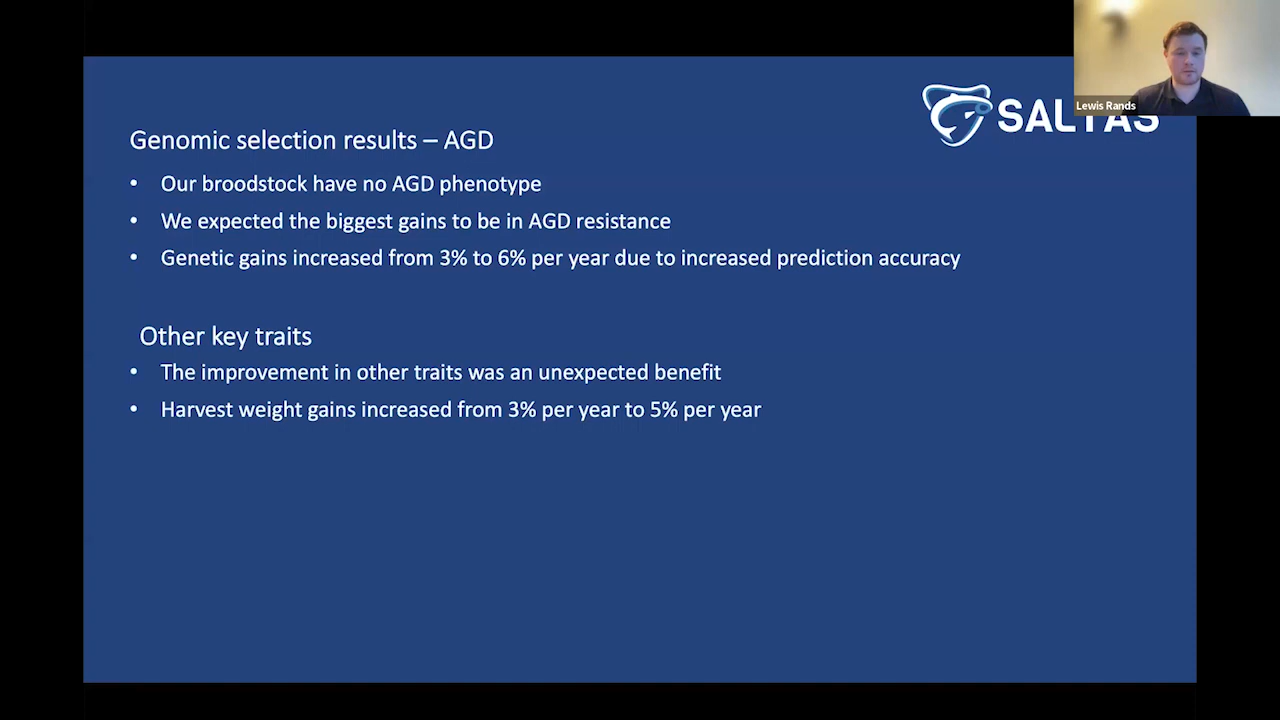 Lewis Rands
SALTAS
Genomic selection results – AGD
• Our broodstock have no AGD phenotype
• We expected the biggest gains to be in AGD resistance
• Genetic gains increased from 3% to 6% per year due to increased prediction accuracy
Other key traits
• The improvement in other traits was an unexpected benefit
• Harvest weight gains increased from 3% per year to 5% per year